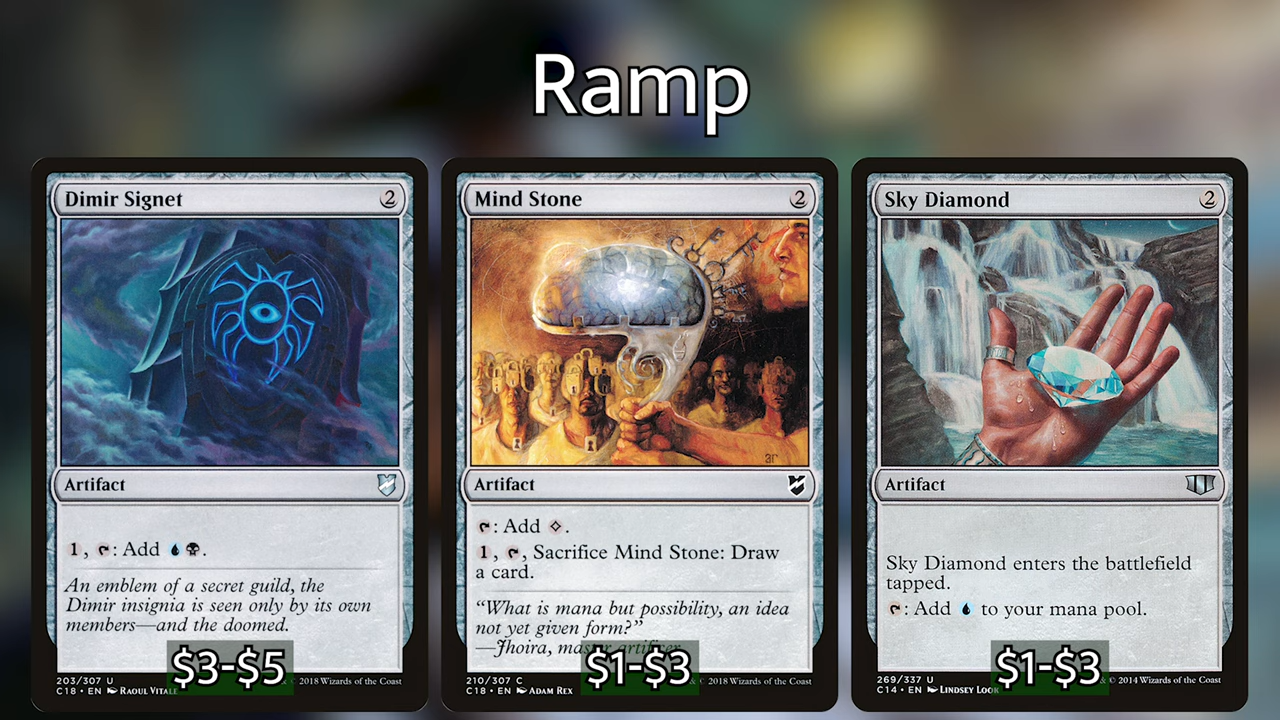 Ramp
Dimir Signet 2
Artifact
1, : Add .
An emblem of a secret guild, the
Dimir insignia is seen only by its own
members—and the doomed.
$3-$5
203/307 U
C18 • EN RAOUL VITALE
© 2018 Wizards of the Coast
Mind Stone 2
ar
Artifact
: Add .
1, , Sacrifice Mind Stone: Draw
a card.
“What is mana but possibility, an idea
not yet given form?”
—Jhoira, master artificer
$1-$3
210/307 C
C18 • EN ADAM REX
© 2018 Wizards of the Coast
Sky Diamond 2
Artifact
Sky Diamond enters the battlefield
tapped.
: Add to your mana pool.
$1-$3
269/337 U
C14 • EN LINDSEY LOOK
© 2014 Wizards of the Coast